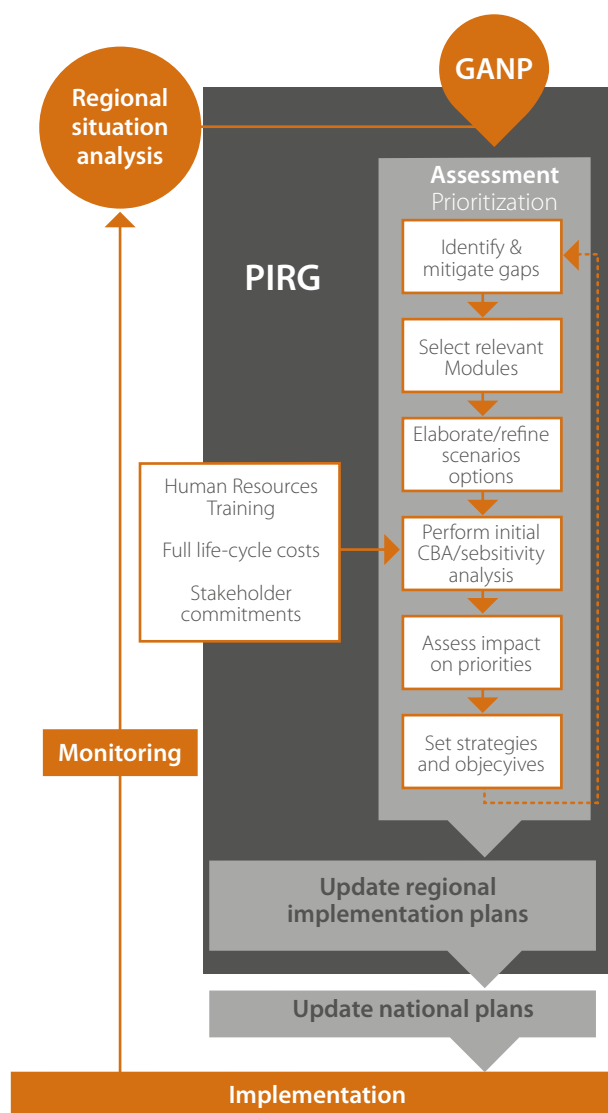 GANP
Regional
situation
analysis
Assessment
Prioritization
Identify &
mitigate gaps
PIRG
Select relevant
Modules
Elaborate/refine
scenarios
options
Human Resources
Training
Full life-cycle costs
Stakeholder
commitments
Perform initial
CBA/sebsitivity
analysis
Assess impact
on priorities
Set strategies
and objecyives
Monitoring
Update regional
implementation plans
Update national plans
Implementation